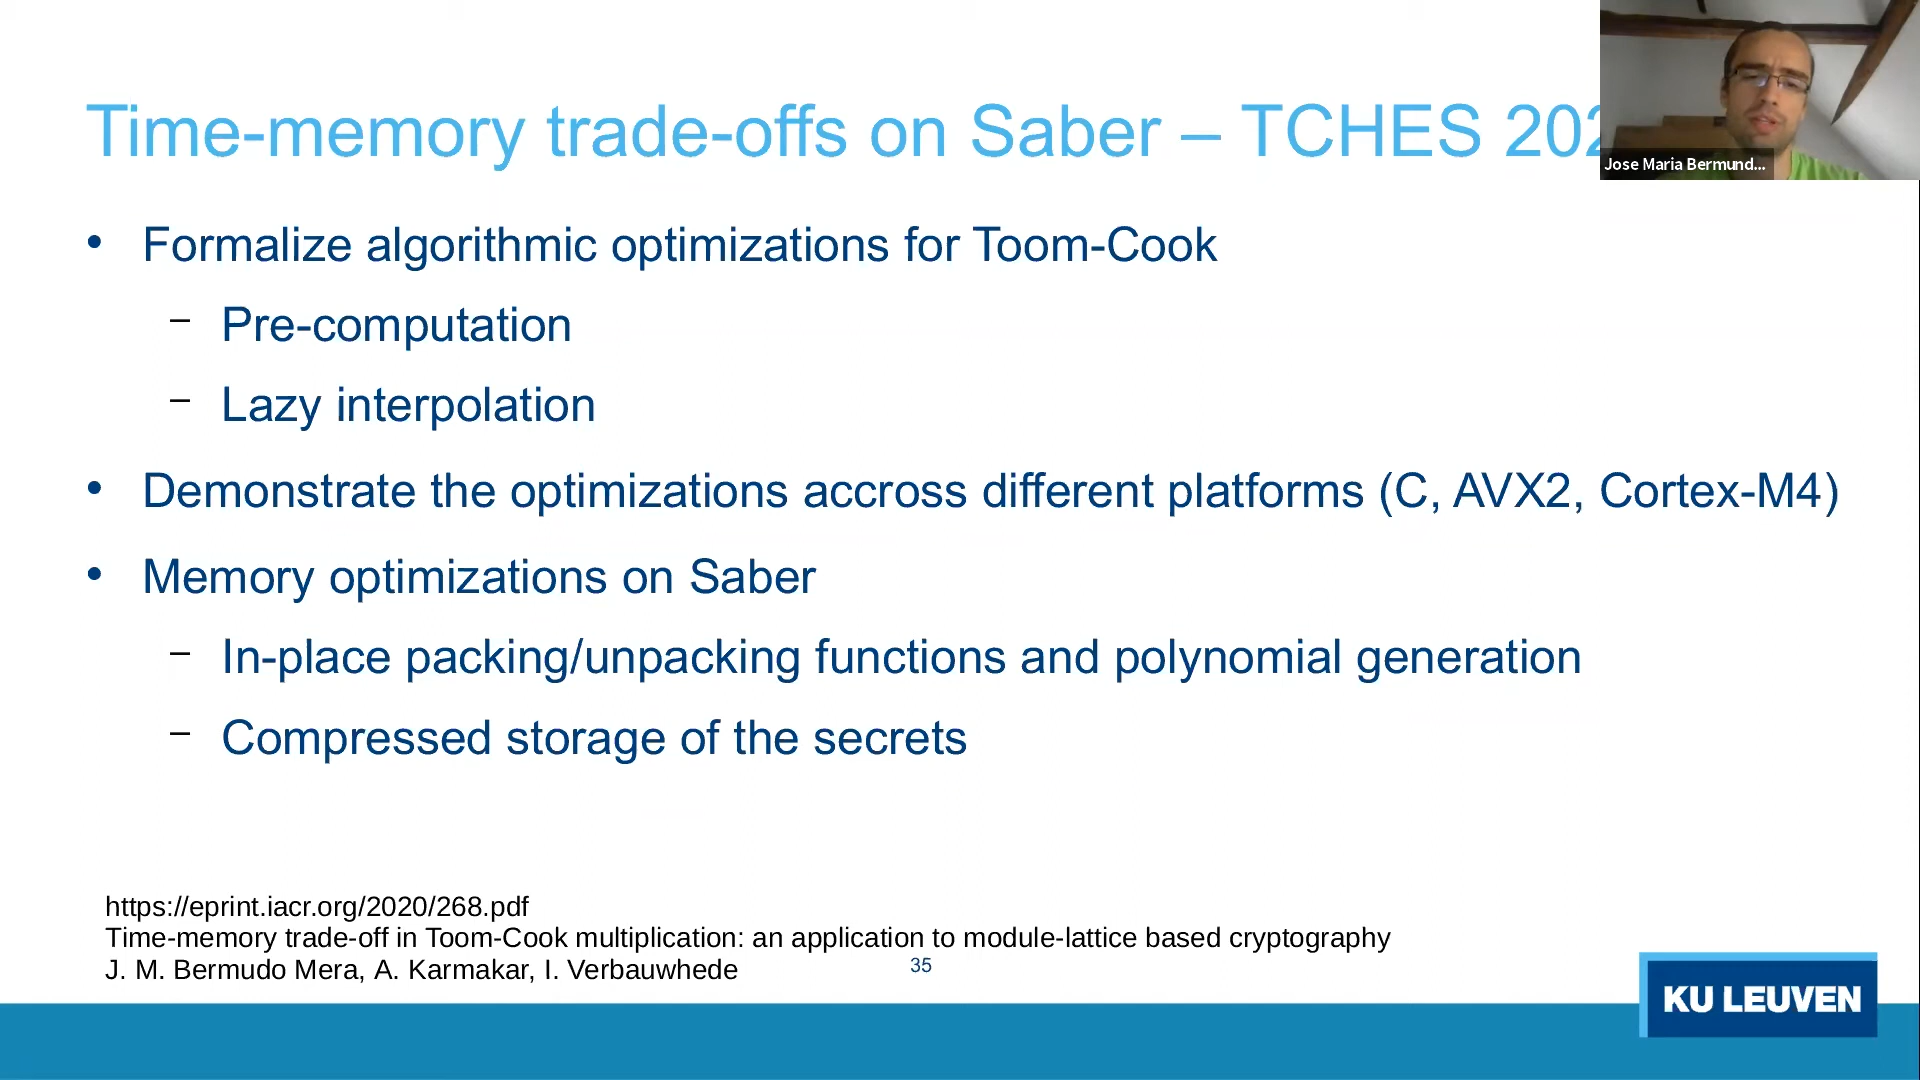 Time-memory trade-offs on Saber – TCHES 202
Jose Maria Bermund...
• Formalize algorithmic optimizations for Toom-Cook
– Pre-computation
– Lazy interpolation
• Demonstrate the optimizations accross different platforms (C, AVX2, Cortex-M4)
• Memory optimizations on Saber
– In-place packing/unpacking functions and polynomial generation
– Compressed storage of the secrets
https://eprint.iacr.org/2020/268.pdf
Time-memory trade-off in Toom-Cook multiplication: an application to module-lattice based cryptography
J. M. Bermudo Mera, A. Karmakar, I. Verbauwhede
35
KU LEUVEN